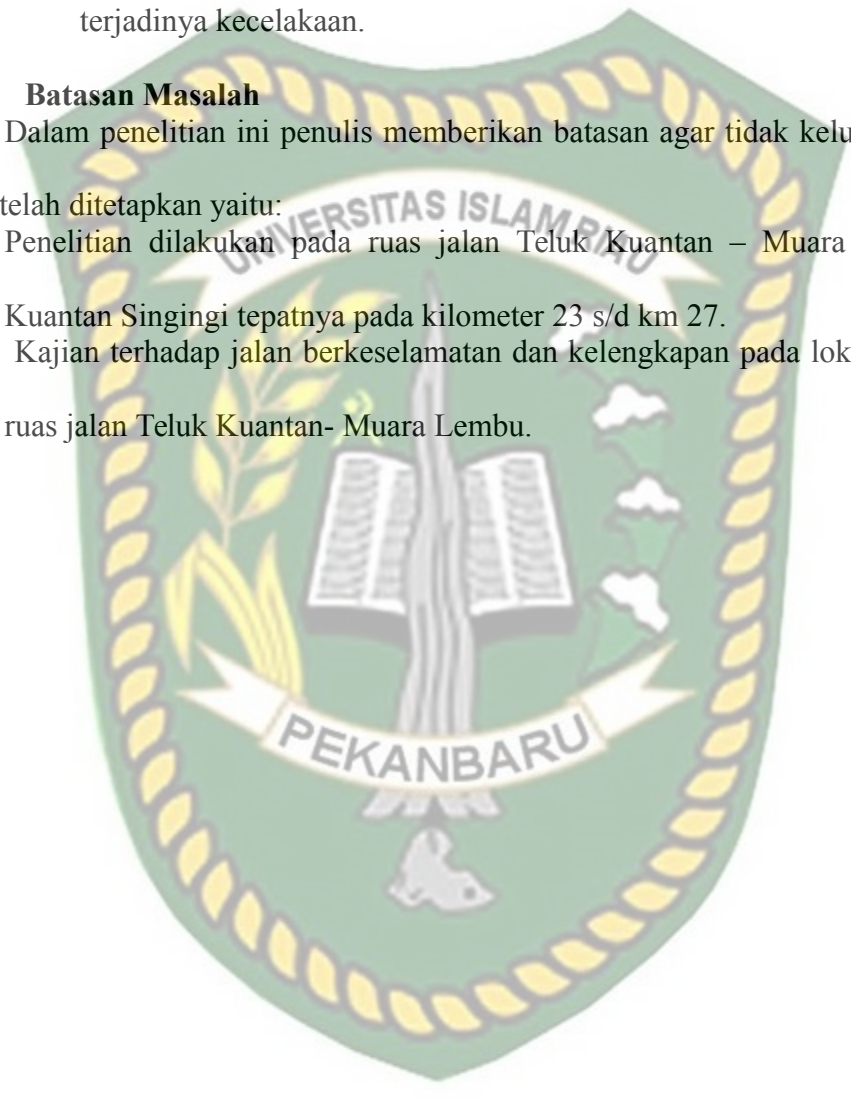 terjadinya kecelakaan.
Batasan Masalah
Dalam penelitian ini penulis memberikan batasan agar tidak
telah ditetapkan yaitu:
UNIVERSITAS ISLAM RIAU
Penelitian dilakukan pada ruas jalan Teluk Kuantan – Muara
Kuantan Singingi tepatnya pada kilometer 23 s/d km 27.
Kajian terhadap jalan berkeselamatan dan kelengkapan pada
ruas jalan Teluk Kuantan- Muara Lembu.
PEKANBARU